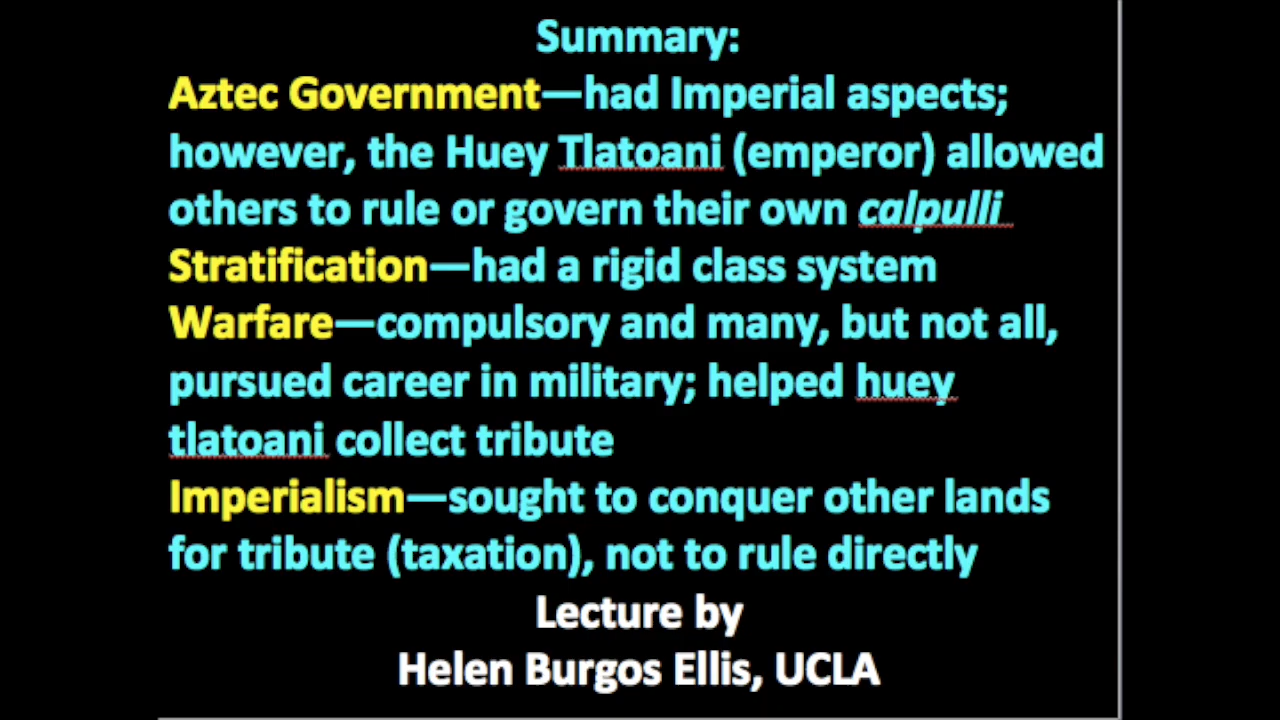 Summary:
Aztec Government—had Imperial aspects;
however, the Huey Tlatoani (emperor) allowed
others to rule or govern their own calpulli
Stratification—had a rigid class system
Warfare—compulsory and many, but not all,
pursued career in military; helped huey
tlatoani collect tribute
Imperialism—sought to conquer other lands
for tribute (taxation), not to rule directly
Lecture by
Helen Burgos Ellis, UCLA